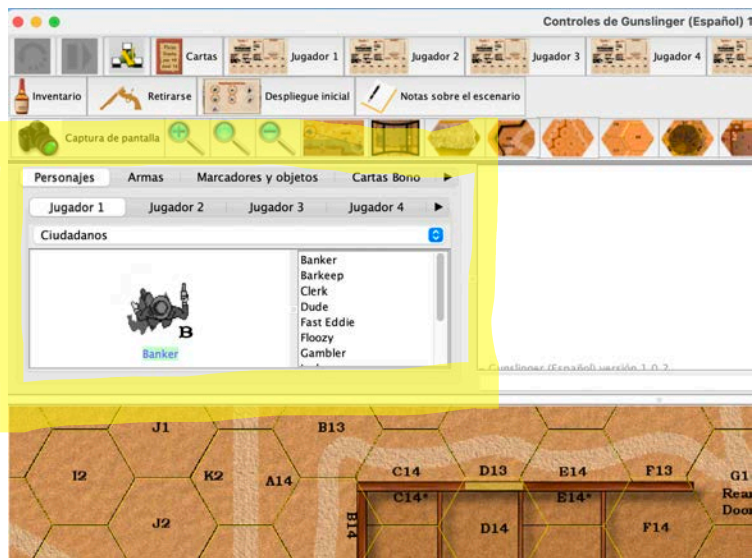 Controles de Gunslinger (Español) 1
Cartas
Jugador 1
Jugador 2
Jugador 3
Jugador 4
Inventario
Retirarse
Despliegue inicial
Notas sobre el escenario
Captura de pantalla
Personajes
Armas
Marcadores y objetos
Cartas Bono
Jugador 1
Jugador 2
Jugador 3
Jugador 4
Ciudadanos
B
Banker
Banker
Barkeep
Clerk
Dude
Fast Eddie
Floozy
Gambler
- Gunslinger (Español) versión 1.0.2
J1
B13
I2
K2
A14
C14
D13
E14
F13
G1
C14*
E14*
Rear
Door
J2
B14
D14
F14